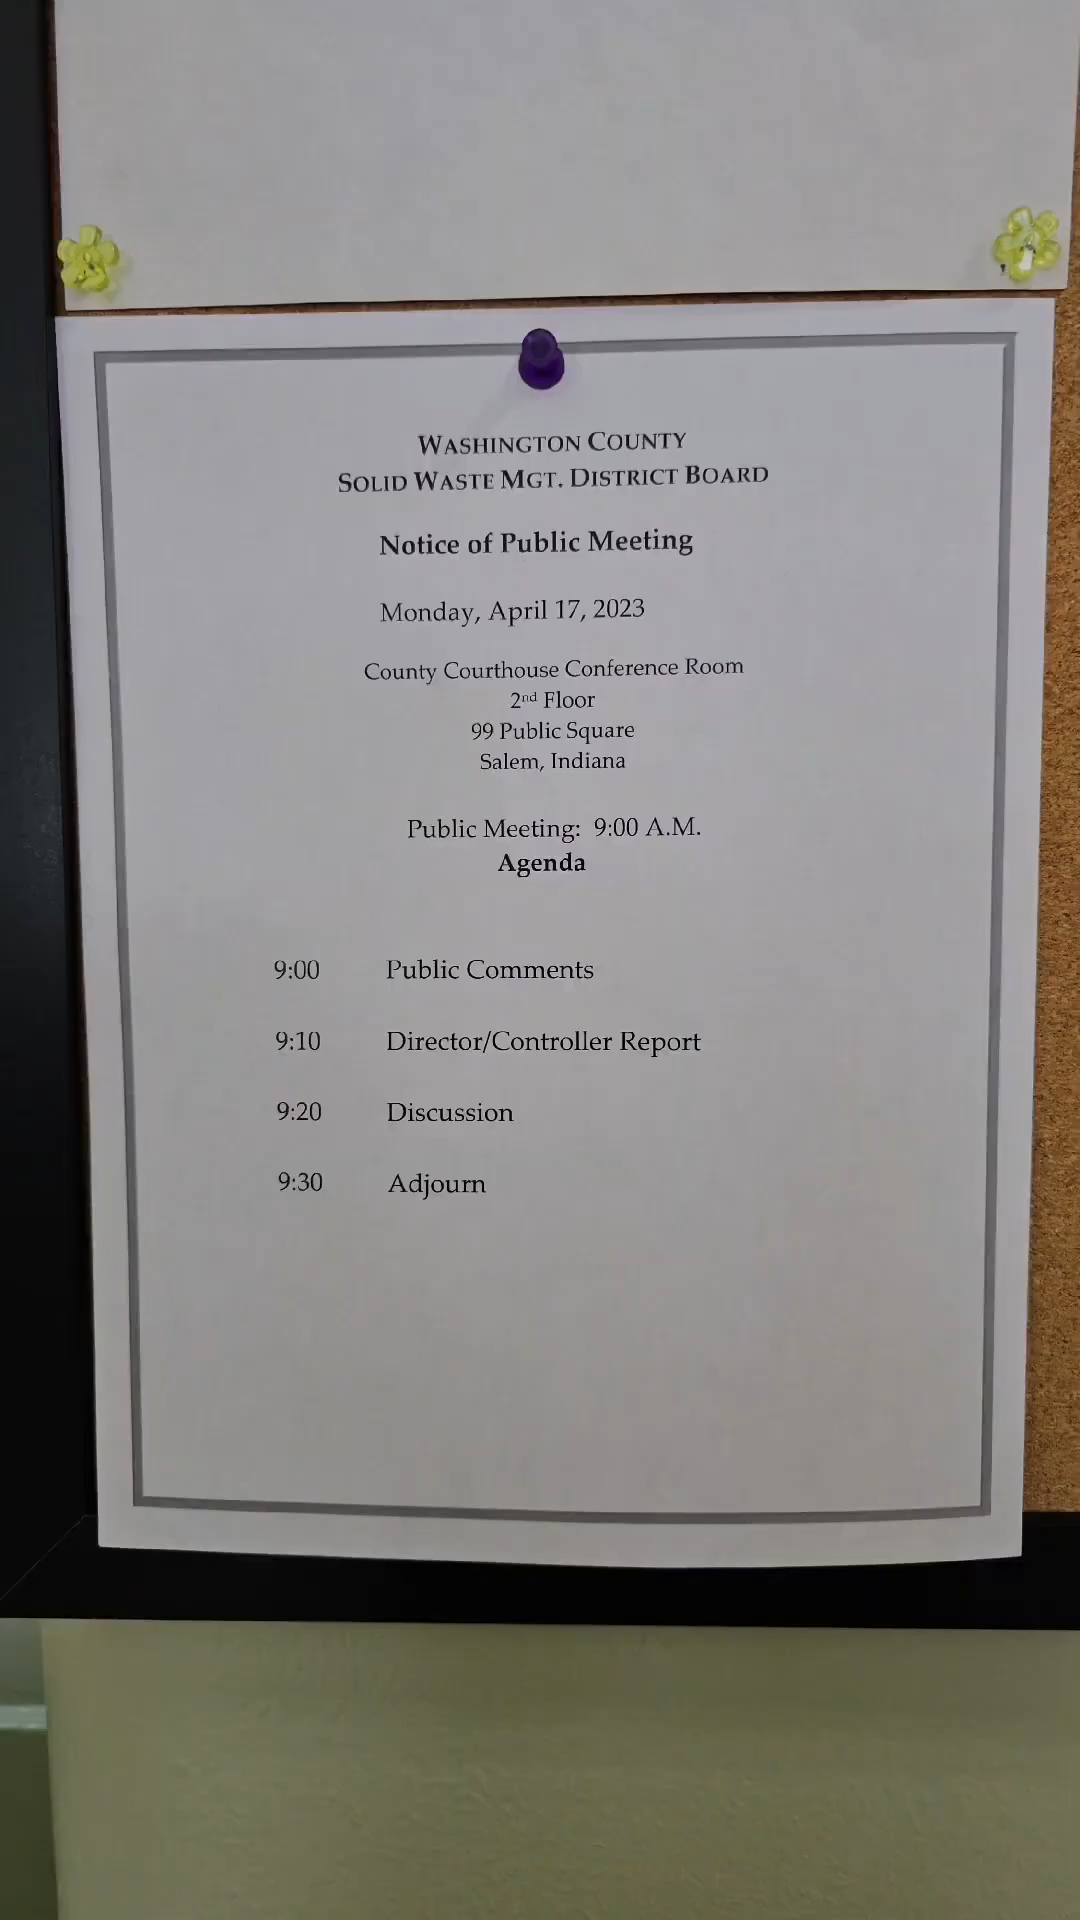 WASHINGTON COUNTY
SOLID WASTE MGT. DISTRICT BOARD
Notice of Public Meeting
Monday, April 17, 2023
County Courthouse Conference Room
2nd Floor
99 Public Square
Salem, Indiana
Public Meeting: 9:00 A.M.
Agenda
9:00 Public Comments
9:10 Director/Controller Report
9:20 Discussion
9:30 Adjourn